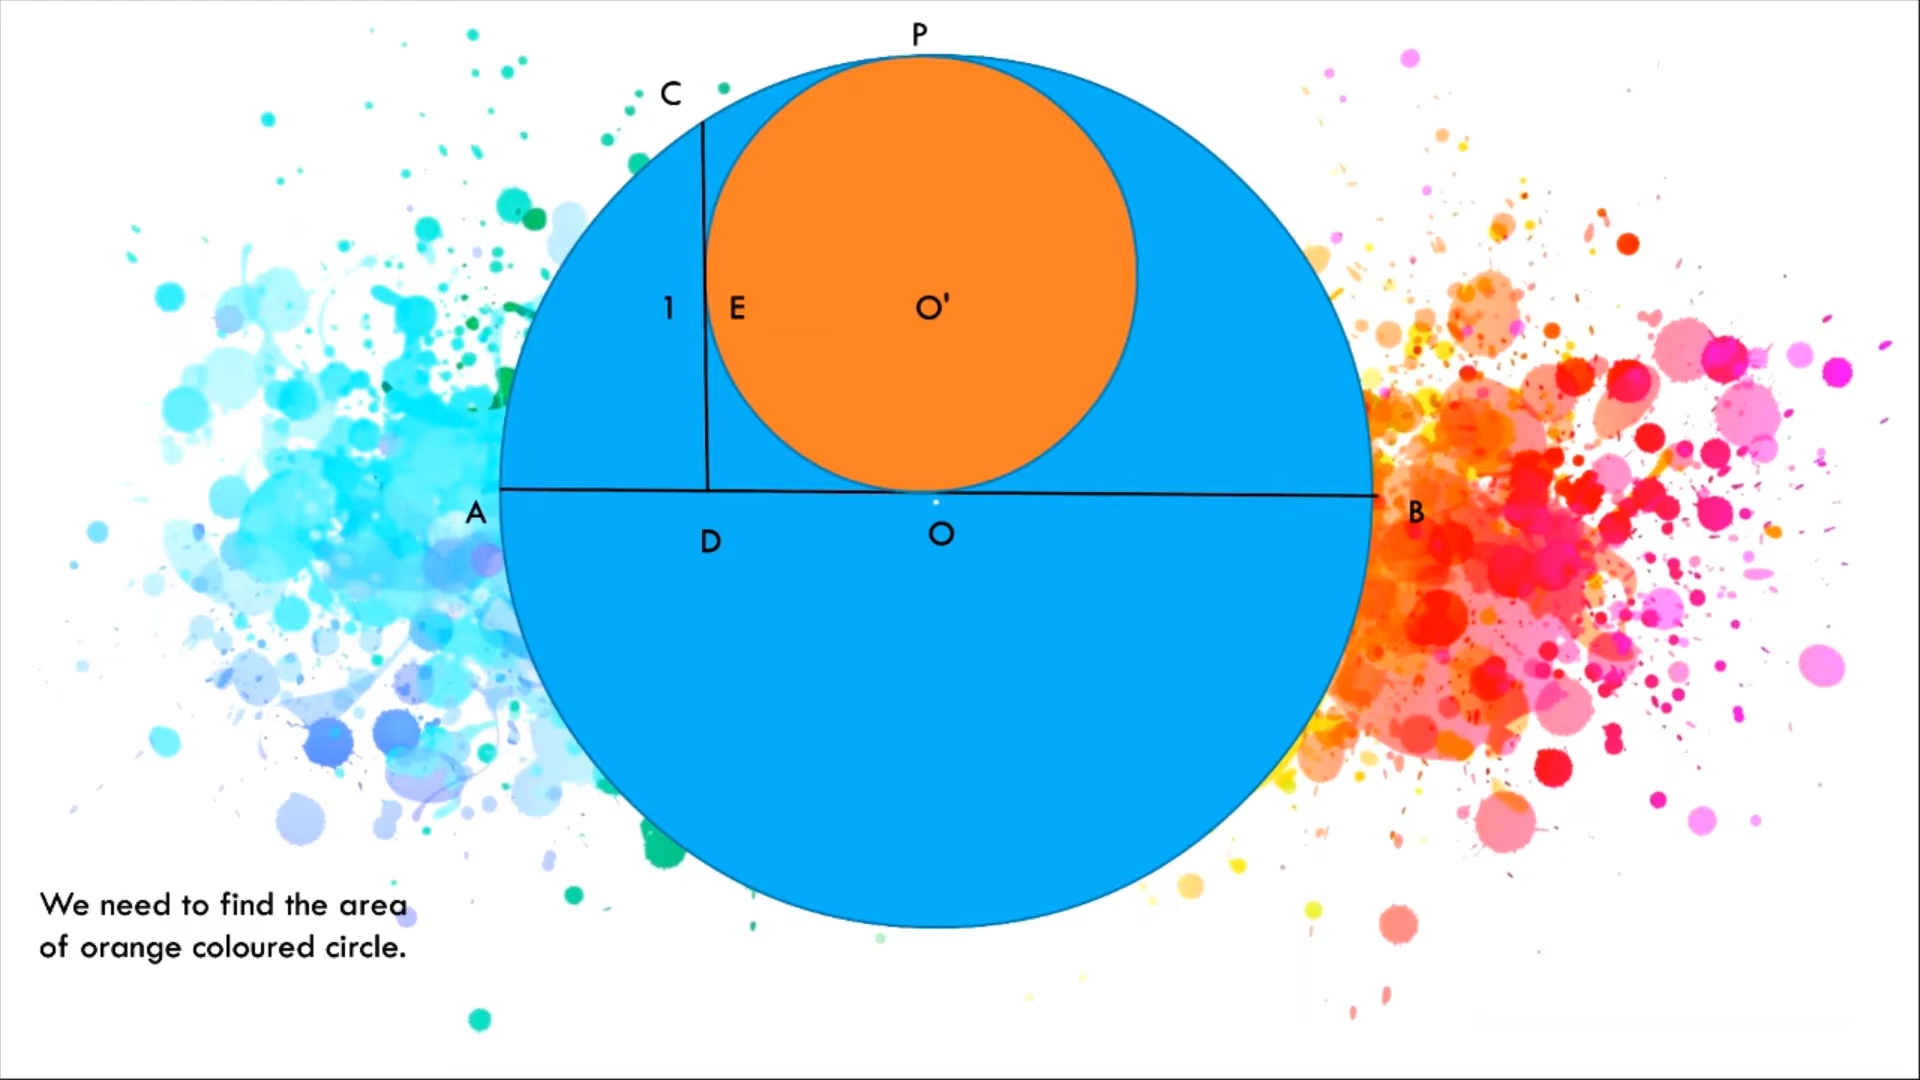 P
C
1
E
O'
A
B
D
O
We need to find the area
of orange coloured circle.